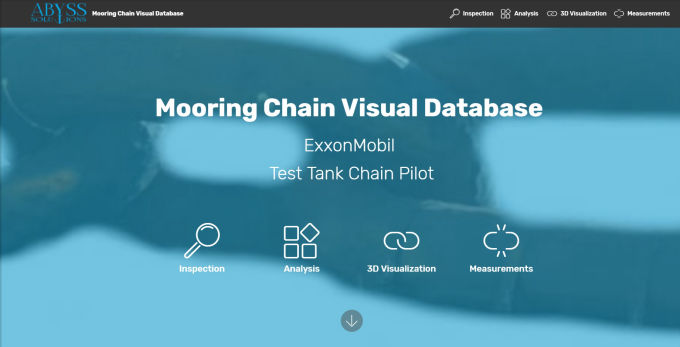 ABYSS
SOLUTIONS
Mooring Chain Visual Database
Inspection
Analysis
3D Visualization
Measurements
Mooring Chain Visual Database
ExxonMobil
Test Tank Chain Pilot
Inspection
Analysis
3D Visualization
Measurements